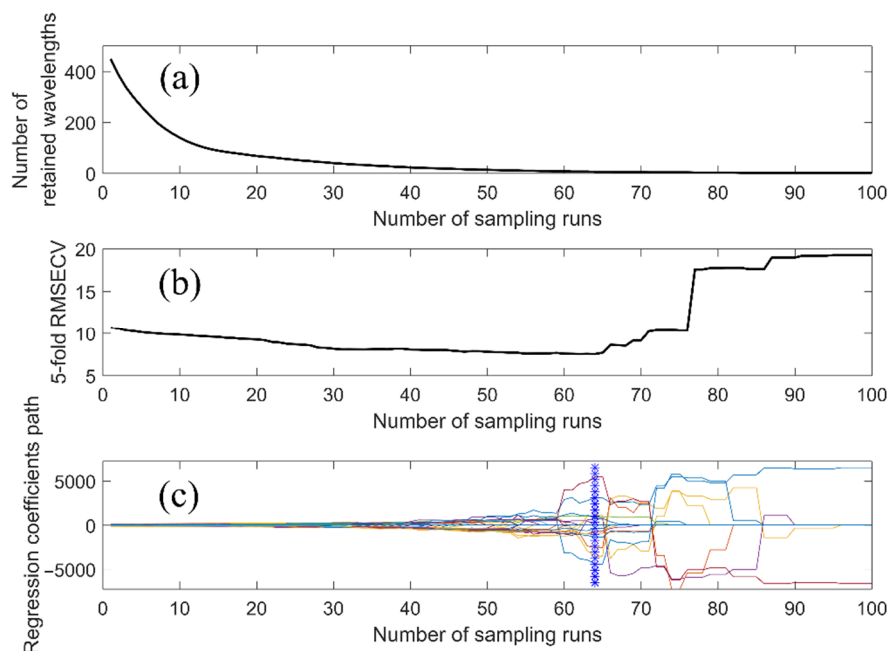 Number of
retained wavelengths
400
200
0
(a)
0 10 20 30 40 50 60 70 80 90 100
Number of sampling runs
5-fold RMSECV
20
15
10
5
(b)
0 10 20 30 40 50 60 70 80 90 100
Number of sampling runs
Regression coefficients path
5000
0
−5000
(c)
0 10 20 30 40 50 60 70 80 90 100
Number of sampling runs